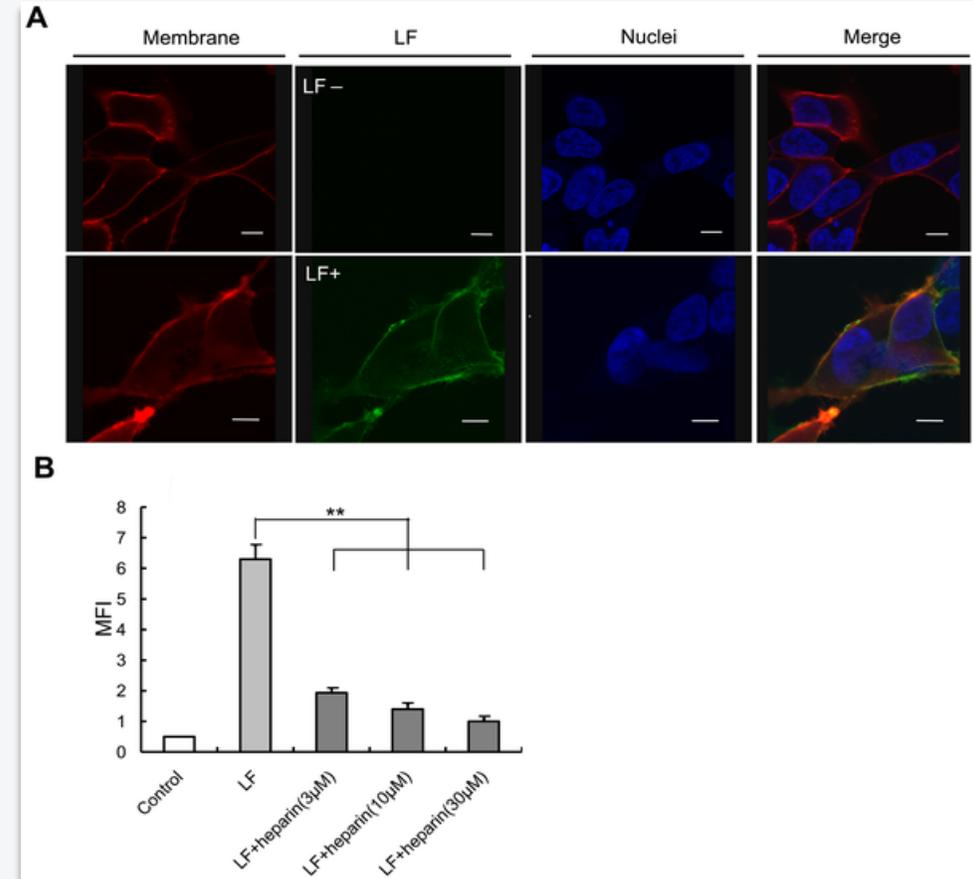 A
Membrane LF Nuclei Merge
LF –
LF+
B
8
7
6
5
4
3
2
1
0
MFI
**
Control
LF
LF+heparin(3μM)
LF+heparin(10μM)
LF+heparin(30μM)